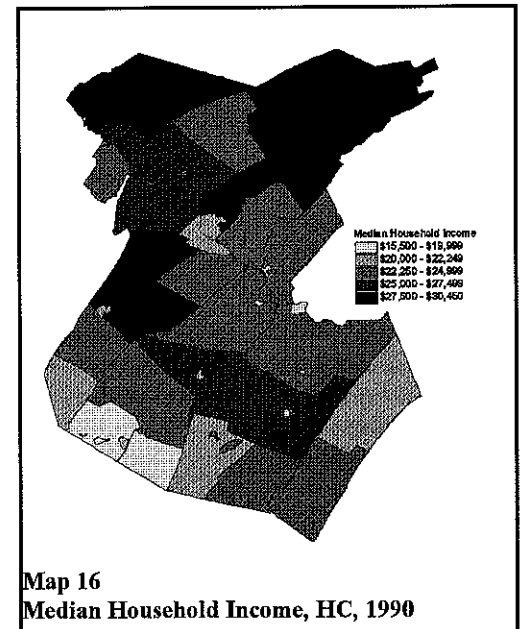 Median Household Income
$15,500 - $19,999
$20,000 - $22,249
$22,250 - $24,999
$25,000 - $27,499
$27,500 - $30,450
Map 16
Median Household Income, HC, 1990